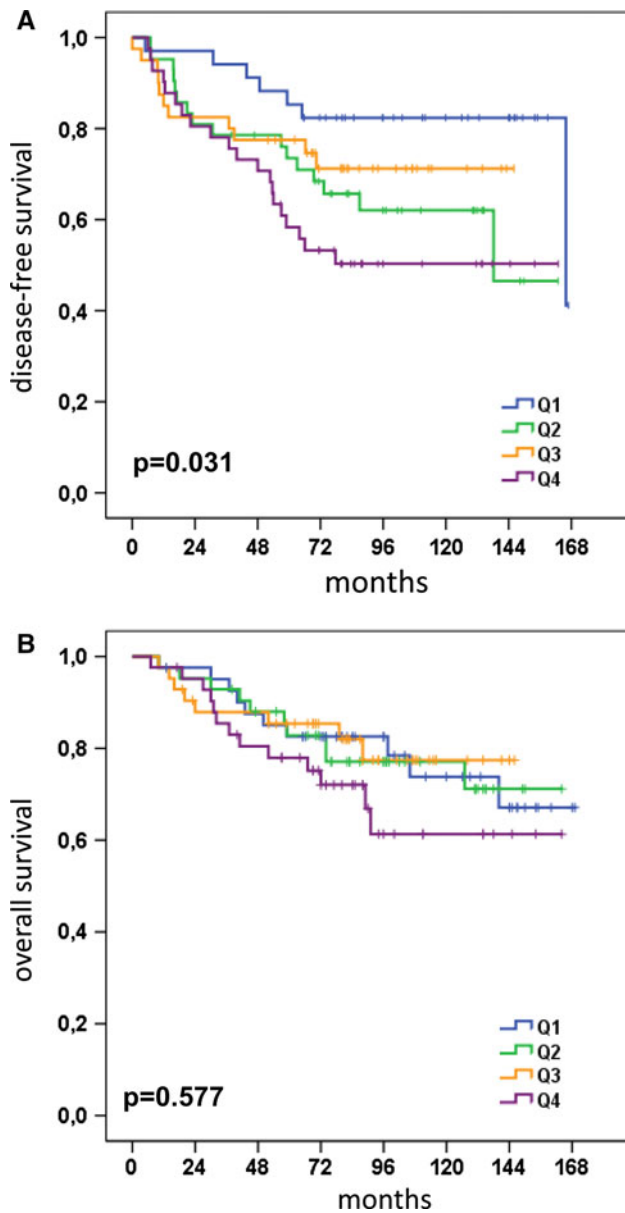 A
disease-free survival
1,0
0,8
0,6
0,4
0,2
0,0
Q1
Q2
Q3
Q4
p=0.031
0 24 48 72 96 120 144 168
months
B
overall survival
1,0
0,8
0,6
0,4
0,2
0,0
Q1
Q2
Q3
Q4
p=0.577
0 24 48 72 96 120 144 168
months